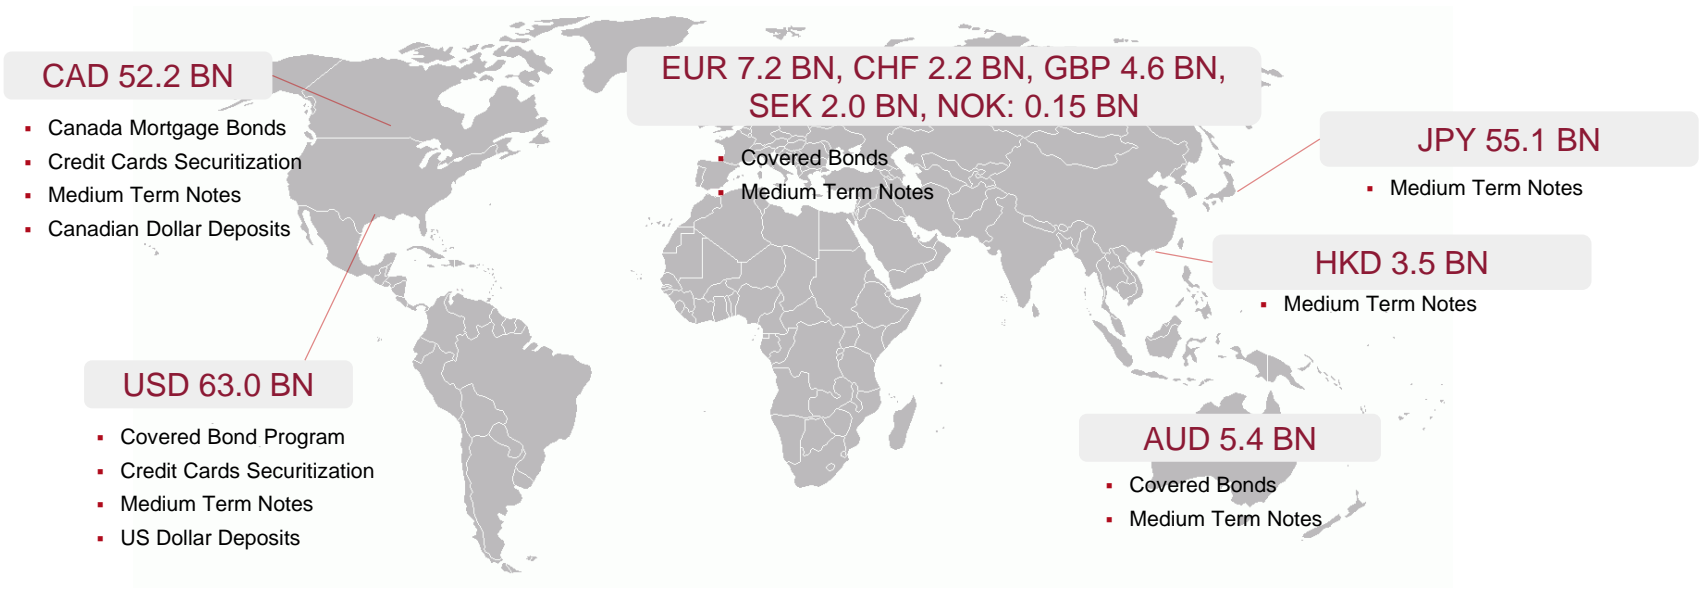 CAD 52.2 BN
▪ Canada Mortgage Bonds
▪ Credit Cards Securitization
▪ Medium Term Notes
▪ Canadian Dollar Deposits
USD 63.0 BN
▪ Covered Bond Program
▪ Credit Cards Securitization
▪ Medium Term Notes
▪ US Dollar Deposits
EUR 7.2 BN, CHF 2.2 BN, GBP 4.6 BN,
SEK 2.0 BN, NOK: 0.15 BN
▪ Covered Bonds
▪ Medium Term Notes
JPY 55.1 BN
▪ Medium Term Notes
HKD 3.5 BN
▪ Medium Term Notes
AUD 5.4 BN
▪ Covered Bonds
▪ Medium Term Notes